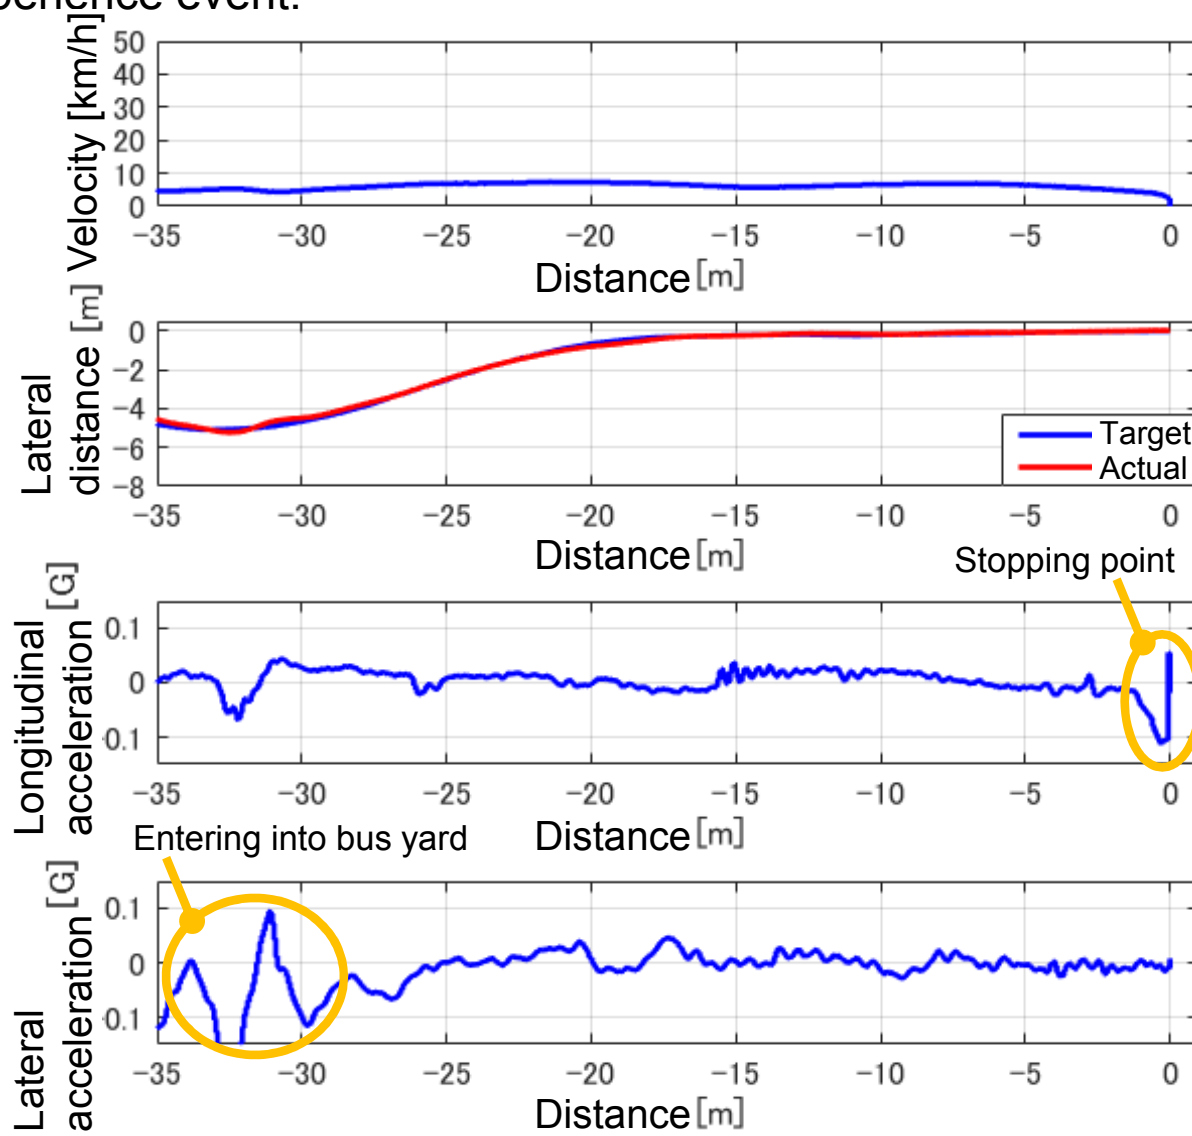 perience event.
Velocity [km/h]
50
40
30
20
10
0
−35 −30 −25 −20 −15 −10 −5 0
Distance [m]
Lateral
distance [m]
0
−2
−4
−6
−8
Target
Actual
−35 −30 −25 −20 −15 −10 −5 0
Distance [m]
Stopping point
Longitudinal
acceleration [G]
0.1
0
0.1
−35 −30 −25 −20 −15 −10 −5 0
Distance [m]
Entering into bus yard
Lateral
acceleration [G]
0.1
0
0.1
−35 −30 −25 −20 −15 −10 −5 0
Distance [m]